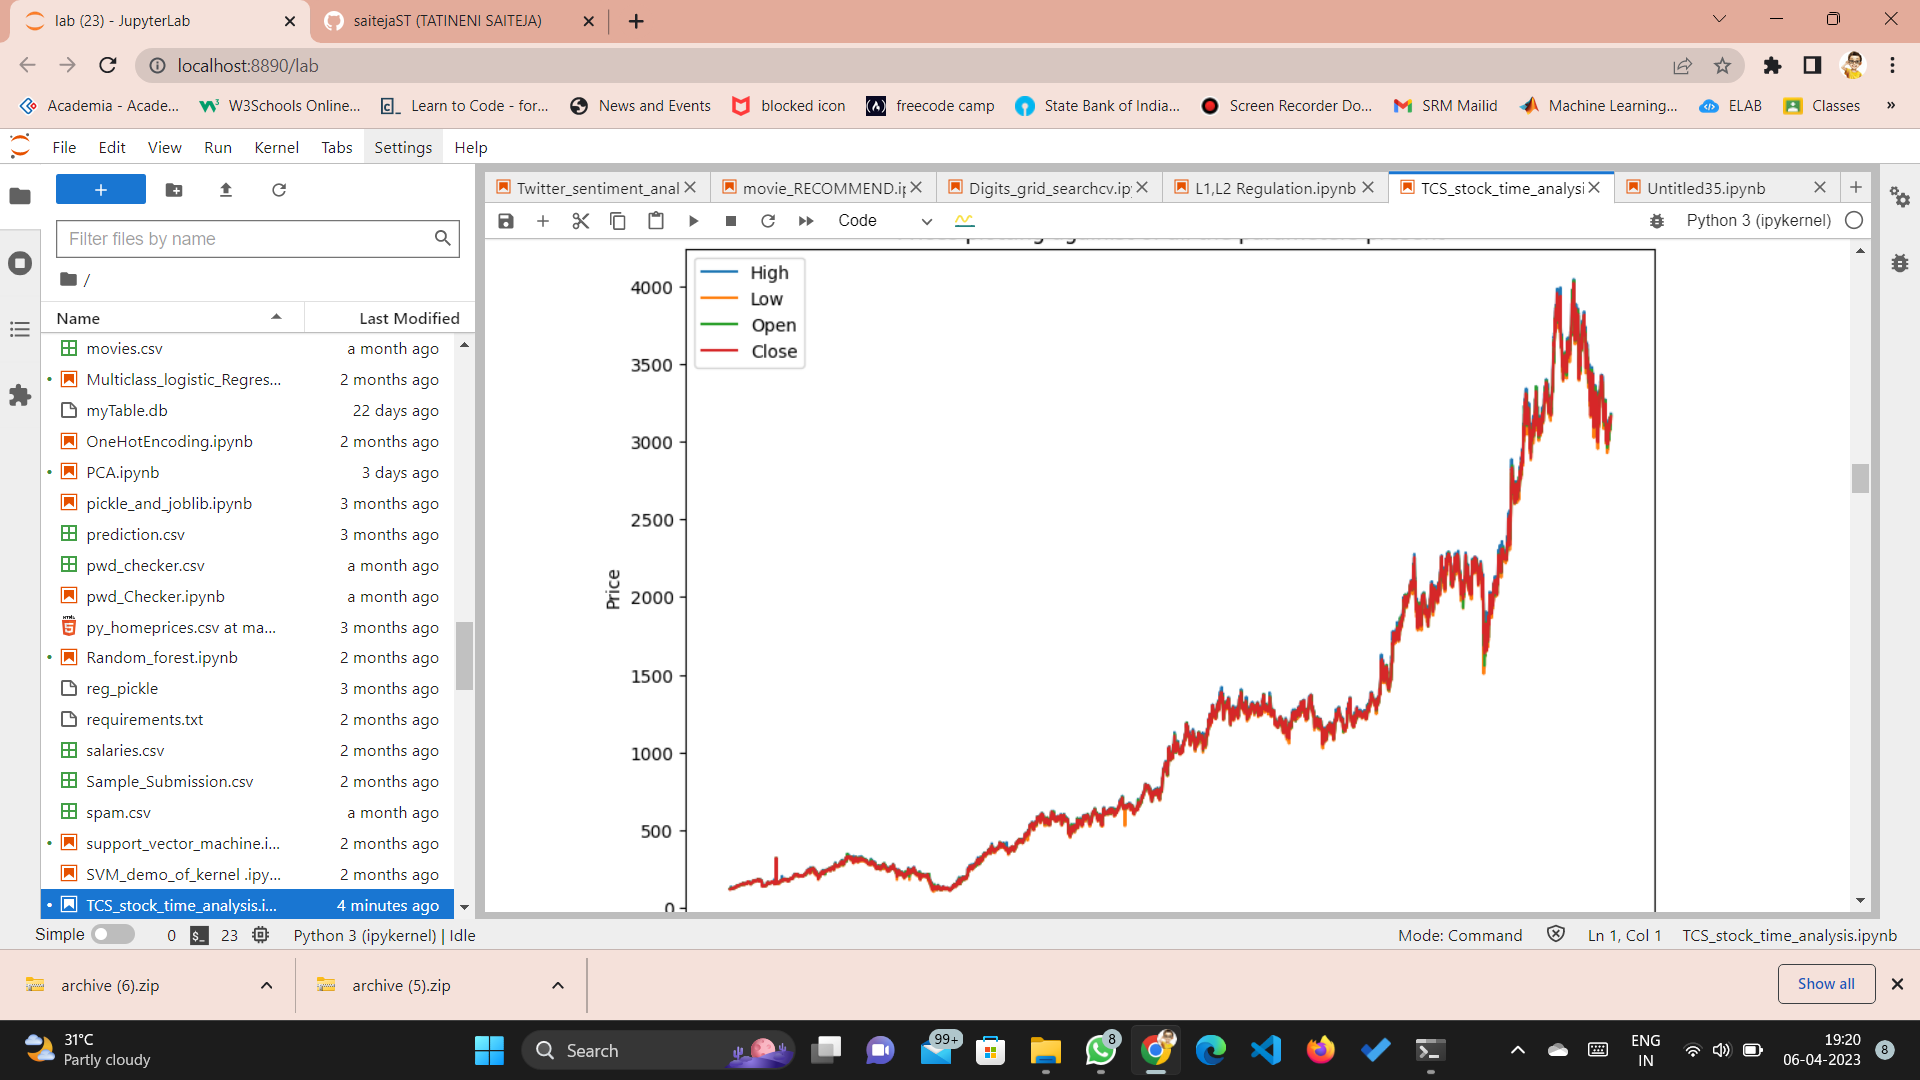 lab (23) - JupyterLab
saitejaST (TATINENI SAITEJA)
localhost:8890/lab
Academia - Acade...
W3Schools Online...
Learn to Code - for...
News and Events
blocked icon
freecode camp
State Bank of India...
Screen Recorder Do...
SRM Mailid
Machine Learning...
ELAB
Classes
»
File Edit View Run Kernel Tabs Settings Help
Twitter_sentiment_anal
movie_RECOMMEND.ip
Digits_grid_searchcv.ip
L1,L2 Regulation.ipynb
TCS_stock_time_analysi
Untitled35.ipynb
Code
Python 3 (ipykernel)
Filter files by name
/
Name Last Modified
movies.csv a month ago
Multiclass_logistic_Regres... 2 months ago
myTable.db 22 days ago
OneHotEncoding.ipynb 2 months ago
PCA.ipynb 3 days ago
pickle_and_joblib.ipynb 3 months ago
prediction.csv 3 months ago
pwd_checker.csv a month ago
pwd_Checker.ipynb a month ago
py_homeprices.csv at ma... 3 months ago
Random_forest.ipynb 2 months ago
reg_pickle 3 months ago
requirements.txt 2 months ago
salaries.csv 2 months ago
Sample_Submission.csv 2 months ago
spam.csv a month ago
support_vector_machine.i... 2 months ago
SVM_demo_of_kernel .ipy... 2 months ago
TCS_stock_time_analysis.i... 4 minutes ago
High
Low
Open
Close
4000
3500
3000
2500
2000
1500
1000
500
0
Price
Simple 0 $_ 23 Python 3 (ipykernel) | Idle
Mode: Command Ln 1, Col 1 TCS_stock_time_analysis.ipynb
archive (6).zip
archive (5).zip
Show all
31°C
Partly cloudy
Search
99+
8
ENG
IN
19:20
06-04-2023
8